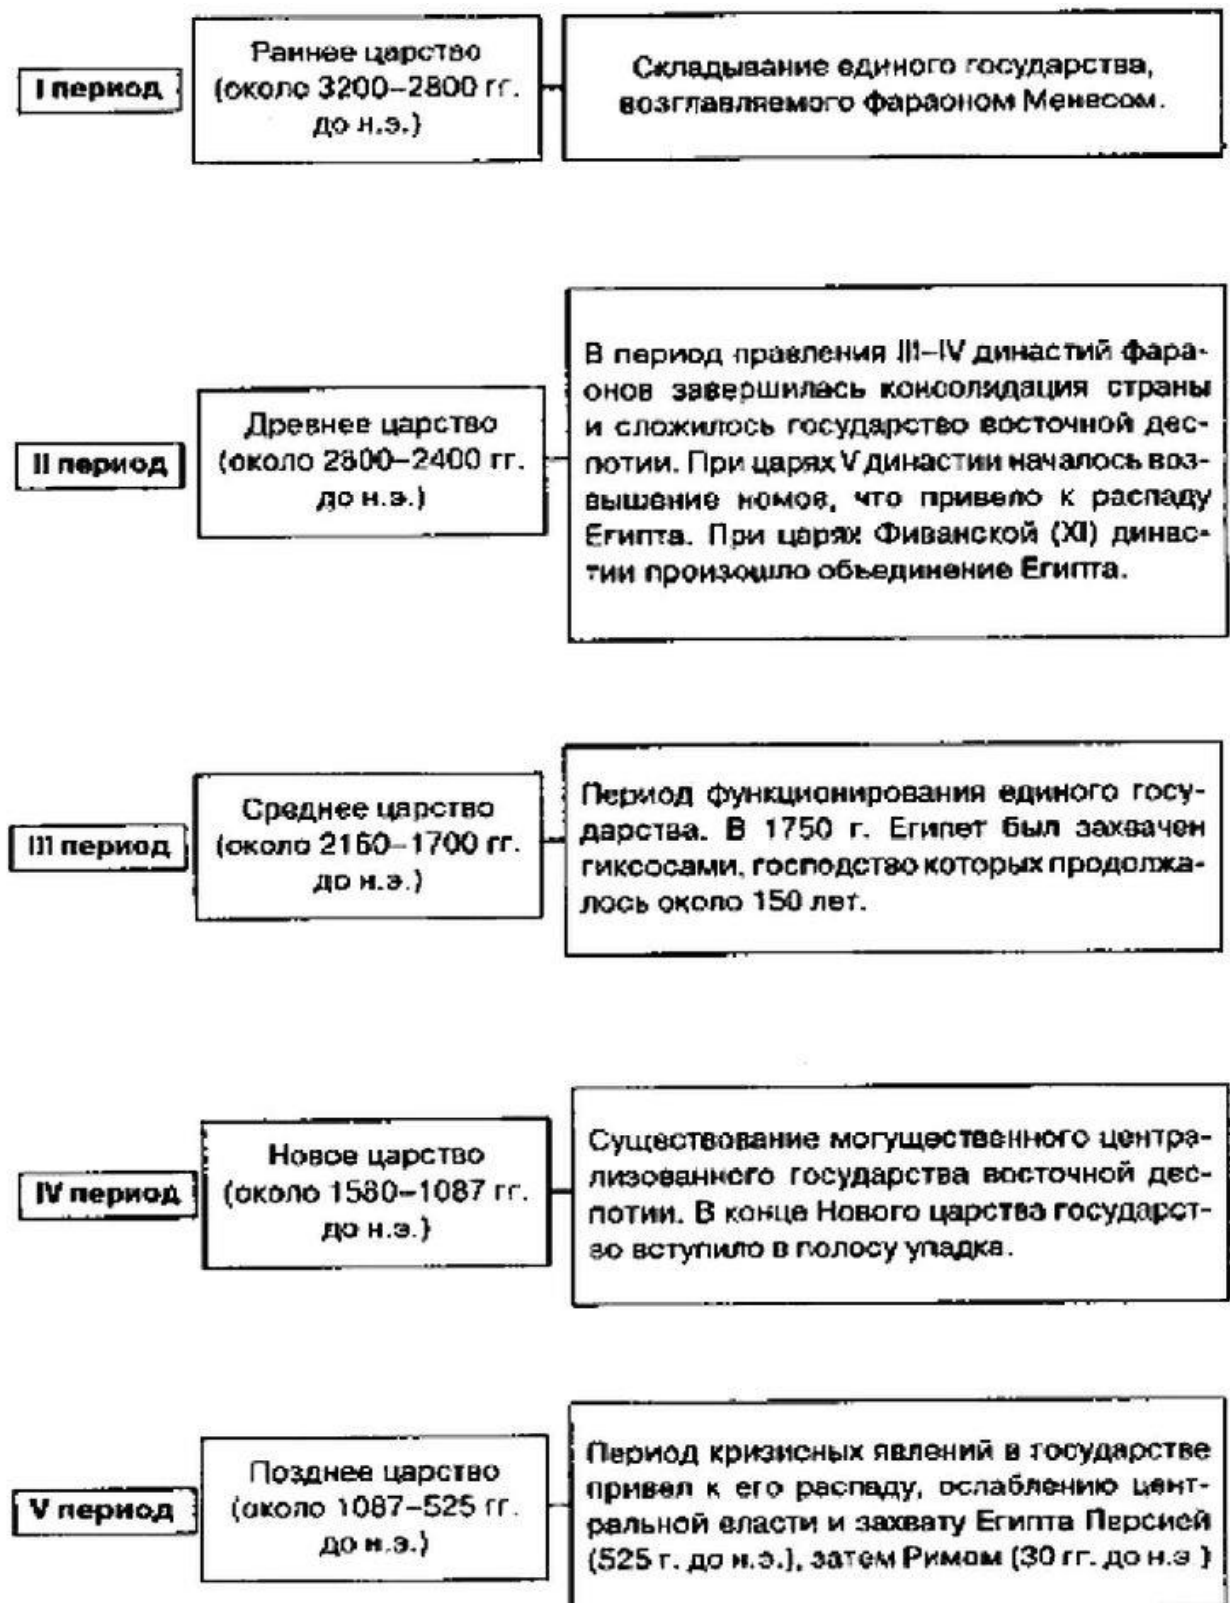 I период
Раннее царство
(около 3200–2800 гг.
до н.э.)
Складывание единого государства,
возглавляемого фараоном Менесом.
II период
Древнее царство
(около 2800–2400 гг.
до н.э.)
В период правления III–IV династий фара-
онов завершилась консолидация страны
и сложилось государство восточной дес-
потии. При царях V династии началось воз-
вышение номов, что привело к распаду
Египта. При царях Фиванской (XI) динас-
тии произошло объединение Египта.
III период
Среднее царство
(около 2160–1700 гг.
до н.э.)
Период функционирования единого госу-
дарства. В 1750 г. Египет был захвачен
гиксосами, господство которых продолжа-
лось около 150 лет.
IV период
Новое царство
(около 1580–1087 гг.
до н.э.)
Существование могущественного центра-
лизованного государства восточной дес-
потии. В конце Нового царства государст-
во вступило в полосу упадка.
V период
Позднее царство
(около 1087–525 гг.
до н.э.)
Период кризисных явлений в государстве
привел к его распаду, ослаблению цент-
ральной власти и захвату Египта Персией
(525 г. до н.э.), затем Римом (30 гг. до н.э )